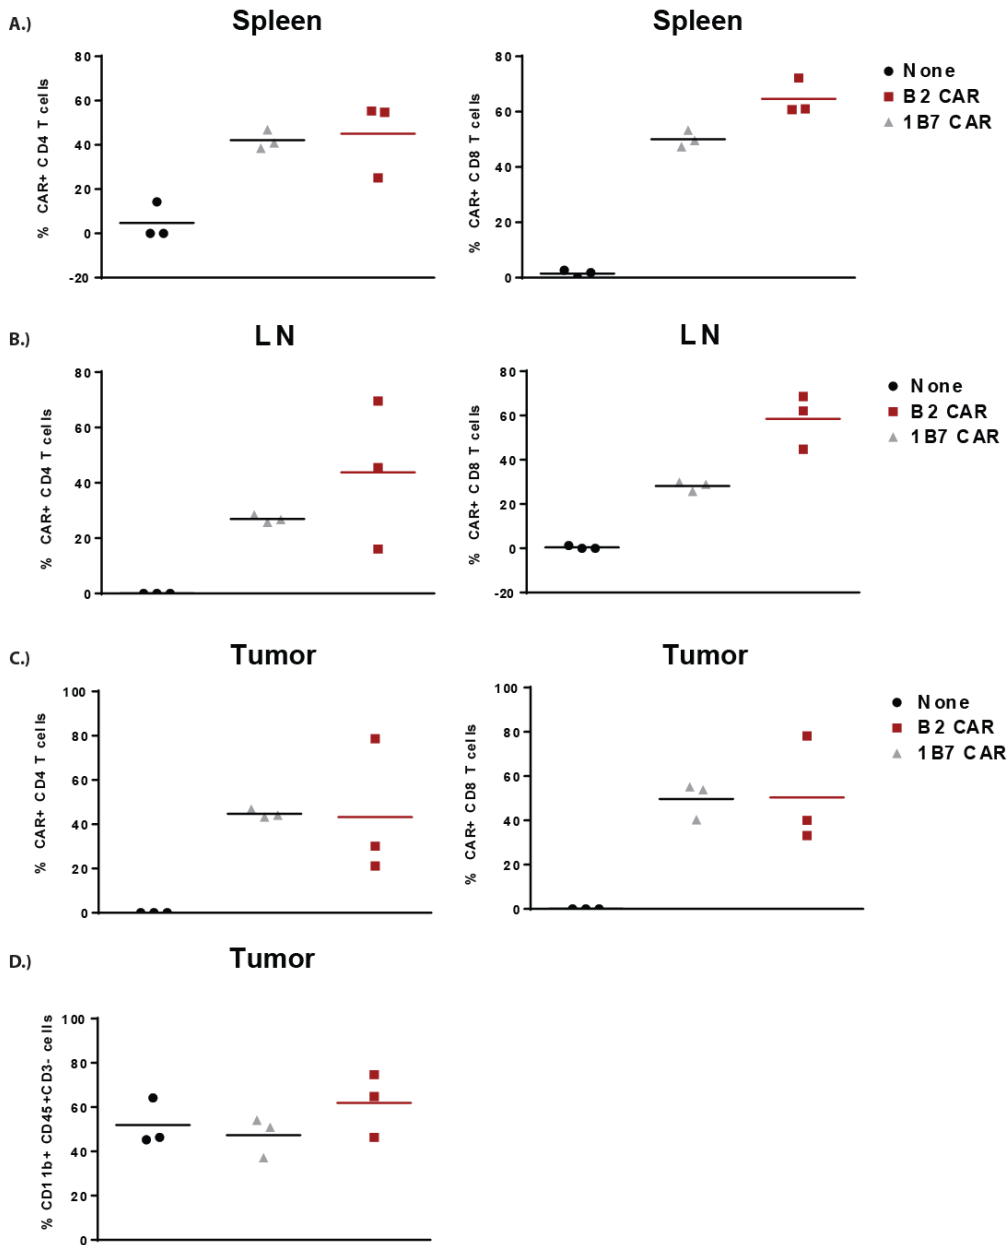 A.)
Spleen
80
60
40
20
0
-20
% CAR+ CD4 T cells
Spleen
80
60
40
20
0
% CAR+ CD8 T cells
None
B2 CAR
1B7 CAR
B.)
LN
80
60
40
20
0
% CAR+ CD4 T cells
LN
80
60
40
20
0
-20
% CAR+ CD8 T cells
None
B2 CAR
1B7 CAR
C.)
Tumor
100
80
60
40
20
0
% CAR+ CD4 T cells
Tumor
100
80
60
40
20
0
% CAR+ CD8 T cells
None
B2 CAR
1B7 CAR
D.)
Tumor
100
80
60
40
20
0
% CD11b+ CD45+CD3- cells